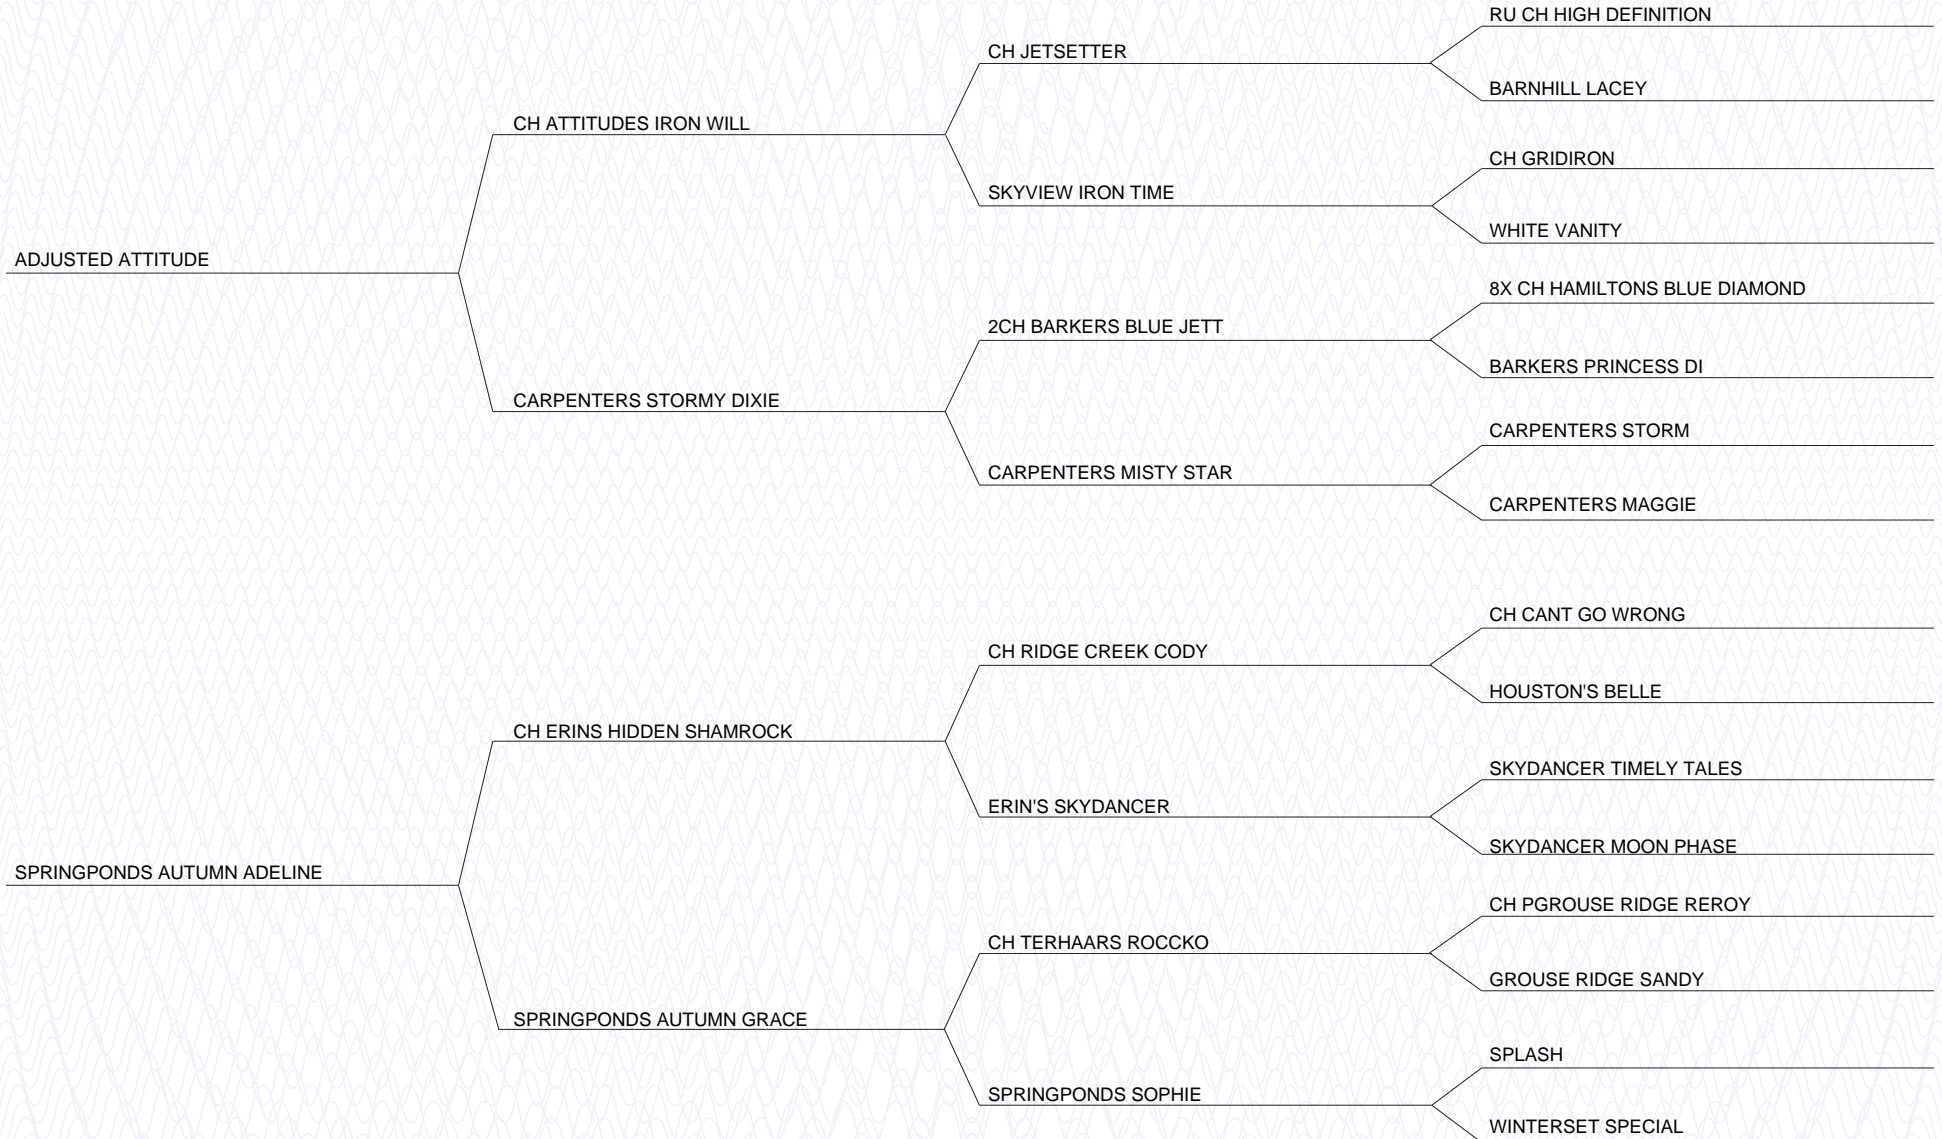 RU CH HIGH DEFINITION
CH JETSETTER
BARNHILL LACEY
CH ATTITUDES IRON WILL
CH GRIDIRON
SKYVIEW IRON TIME
WHITE VANITY
ADJUSTED ATTITUDE
8X CH HAMILTONS BLUE DIAMOND
2CH BARKERS BLUE JETT
BARKERS PRINCESS DI
CARPENTERS STORMY DIXIE
CARPENTERS STORM
CARPENTERS MISTY STAR
CARPENTERS MAGGIE
CH CANT GO WRONG
CH RIDGE CREEK CODY
HOUSTON'S BELLE
CH ERINS HIDDEN SHAMROCK
SKYDANCER TIMELY TALES
ERIN'S SKYDANCER
SKYDANCER MOON PHASE
SPRINGPONDS AUTUMN ADELINE
CH PGROUSE RIDGE REROY
CH TERHAARS ROCCKO
GROUSE RIDGE SANDY
SPRINGPONDS AUTUMN GRACE
SPLASH
SPRINGPONDS SOPHIE
WINTERSET SPECIAL